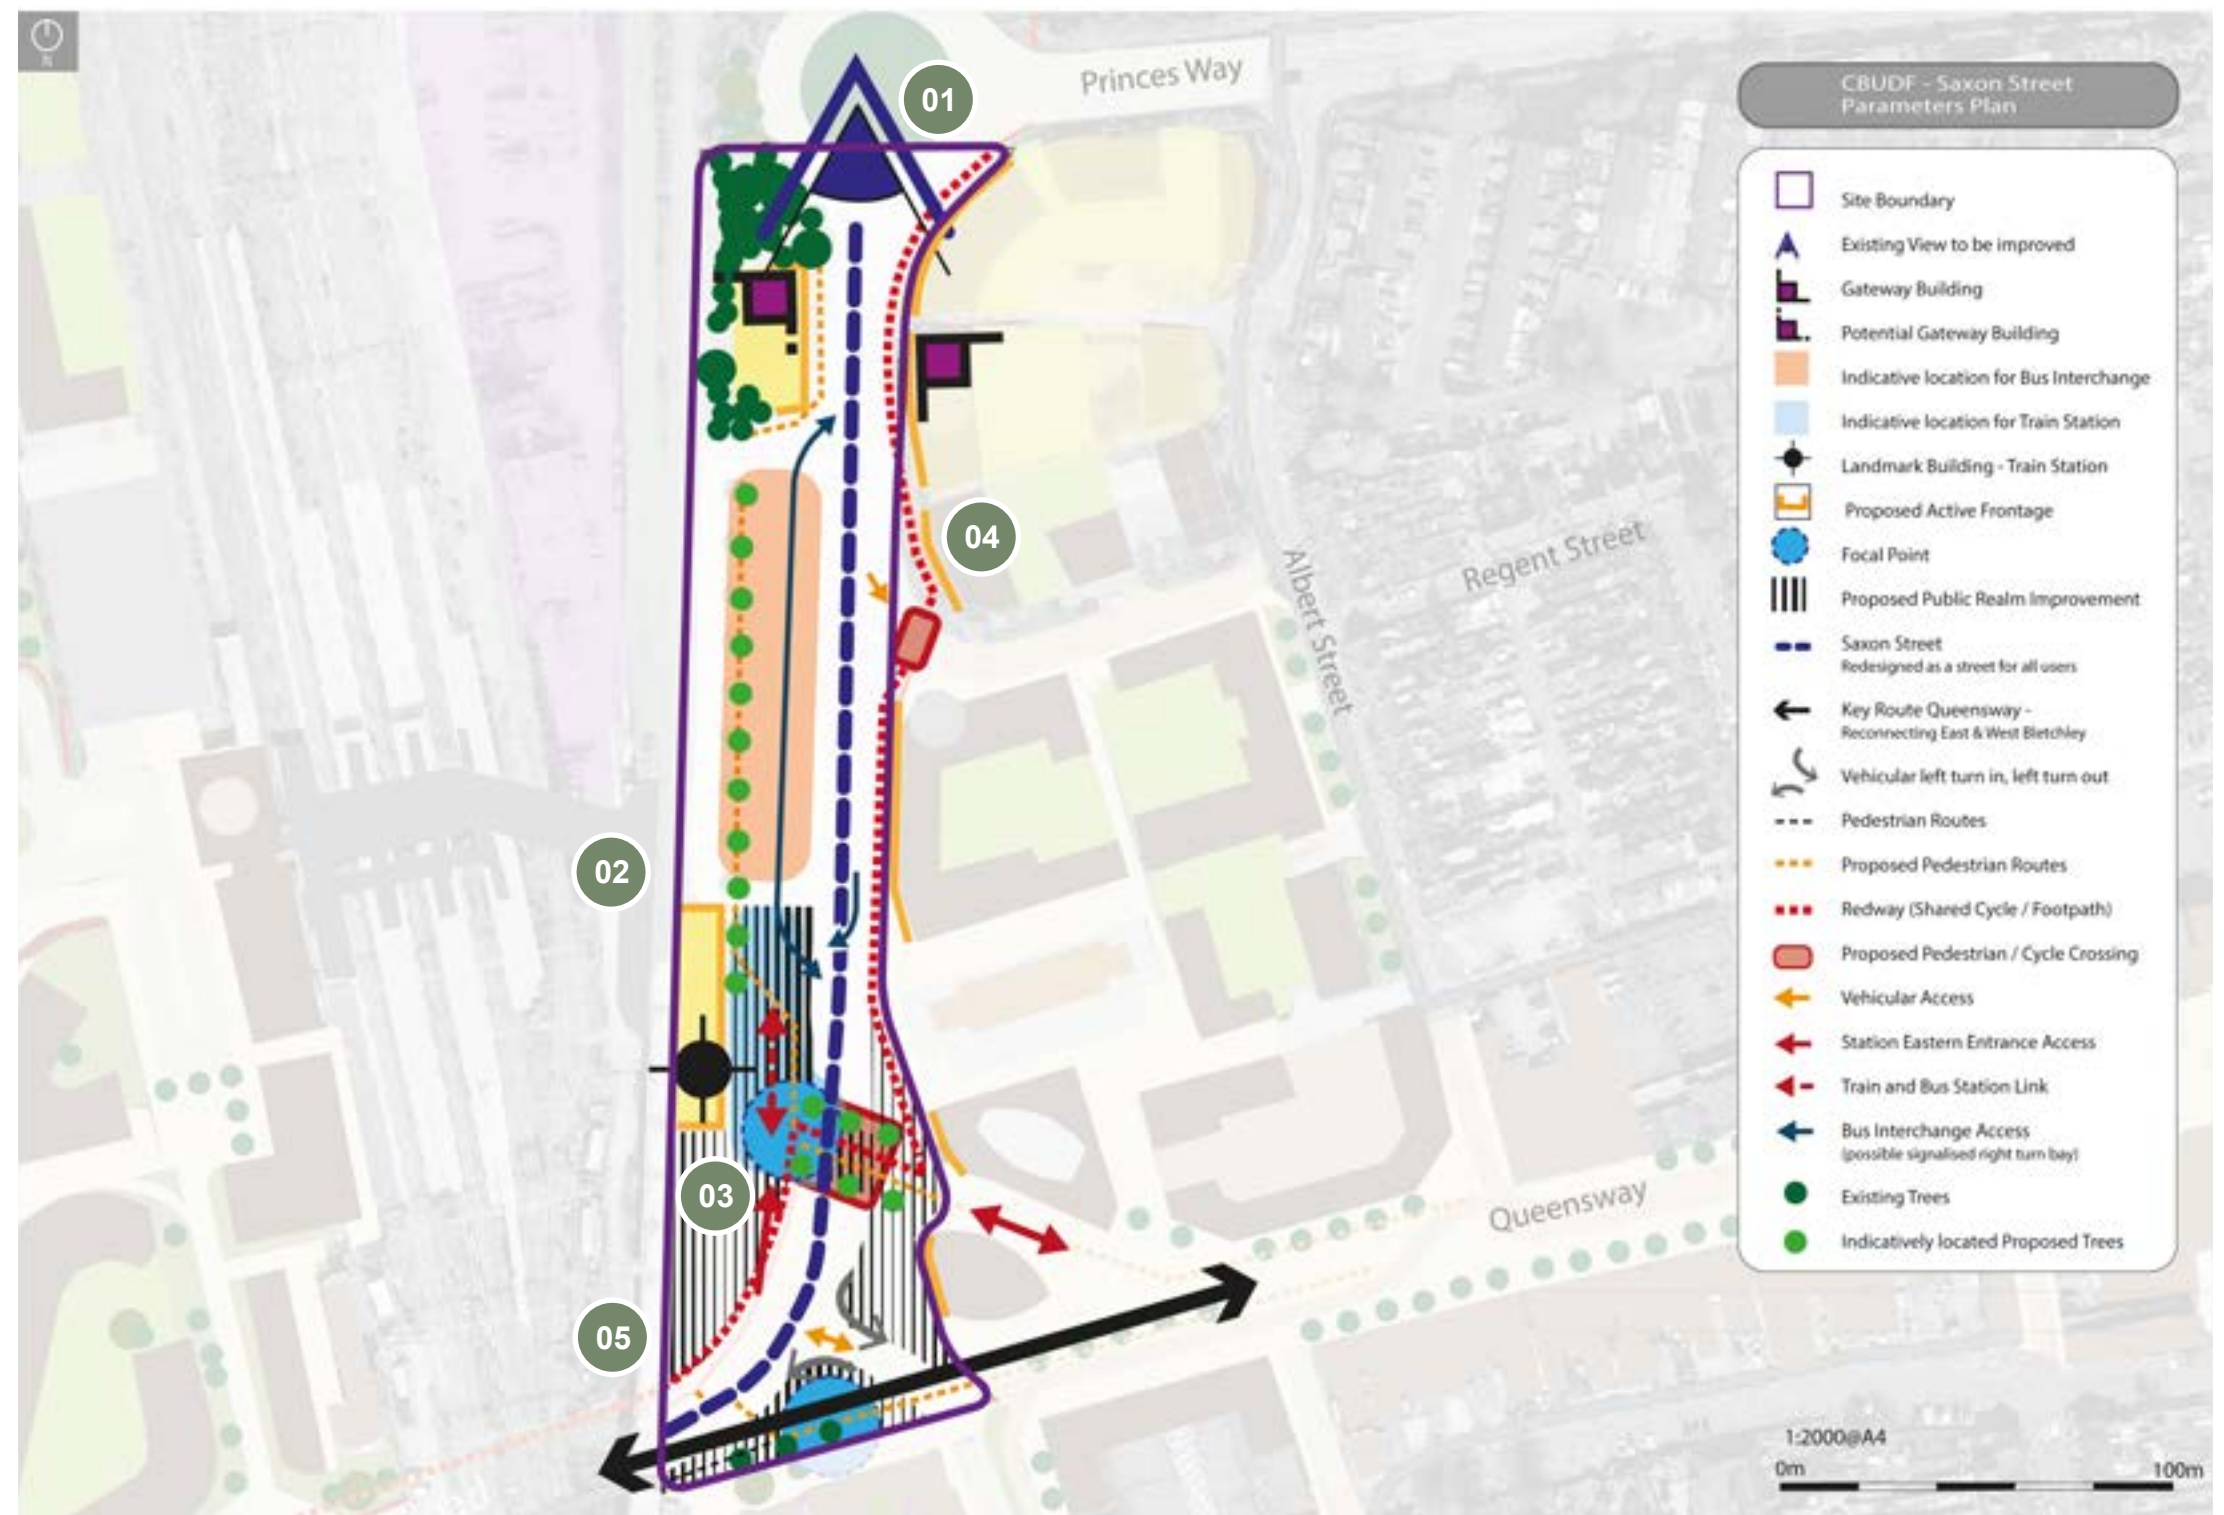 N
Princes Way
01
04
Regent Street
Albert Street
02
03
Queensway
05
CBUDF - Saxon Street
Parameters Plan
Site Boundary
Existing View to be improved
Gateway Building
Potential Gateway Building
Indicative location for Bus Interchange
Indicative location for Train Station
Landmark Building - Train Station
Proposed Active Frontage
Focal Point
Proposed Public Realm Improvement
Saxon Street
Redesigned as a street for all users
Key Route Queensway -
Reconnecting East & West Bletchley
Vehicular left turn in, left turn out
Pedestrian Routes
Proposed Pedestrian Routes
Redway (Shared Cycle / Footpath)
Proposed Pedestrian / Cycle Crossing
Vehicular Access
Station Eastern Entrance Access
Train and Bus Station Link
Bus Interchange Access
(possible signalised right turn bay)
Existing Trees
Indicatively located Proposed Trees
1:2000@A4
0m
100m